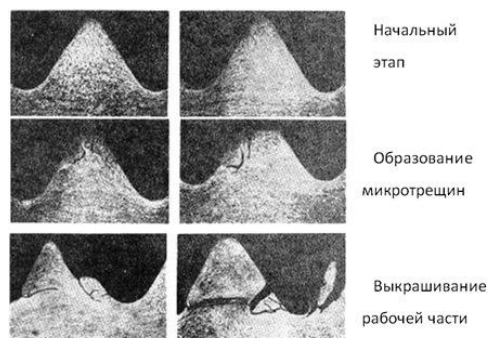 Начальный
этап
Образование
микротрещин
Выкрашивание
рабочей части